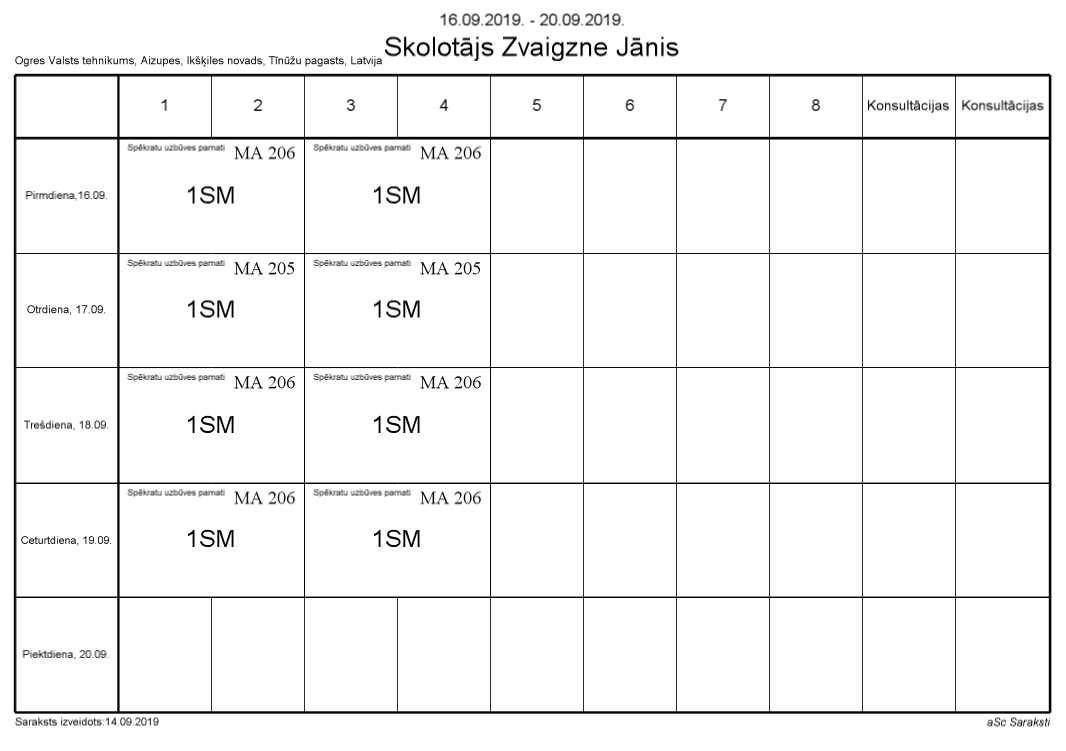 16.09.2019. - 20.09.2019.
Skolotājs Zvaigzne Jānis
Ogres Valsts tehnikums, Aizupes, Ikšķiles novads, Tīnūžu pagasts, Latvija
1 2 3 4 5 6 7 8 Konsultācijas Konsultācijas
Spēkratu uzbūves pamati MA 206 Spēkratu uzbūves pamati MA 206
Pirmdiena,16.09. 1SM 1SM
Spēkratu uzbūves pamati MA 205 Spēkratu uzbūves pamati MA 205
Otrdiena, 17.09. 1SM 1SM
Spēkratu uzbūves pamati MA 206 Spēkratu uzbūves pamati MA 206
Trešdiena, 18.09. 1SM 1SM
Spēkratu uzbūves pamati MA 206 Spēkratu uzbūves pamati MA 206
Ceturtdiena, 19.09. 1SM 1SM
Piektdiena, 20.09.
Saraksts izveidots:14.09.2019 aSc Saraksti